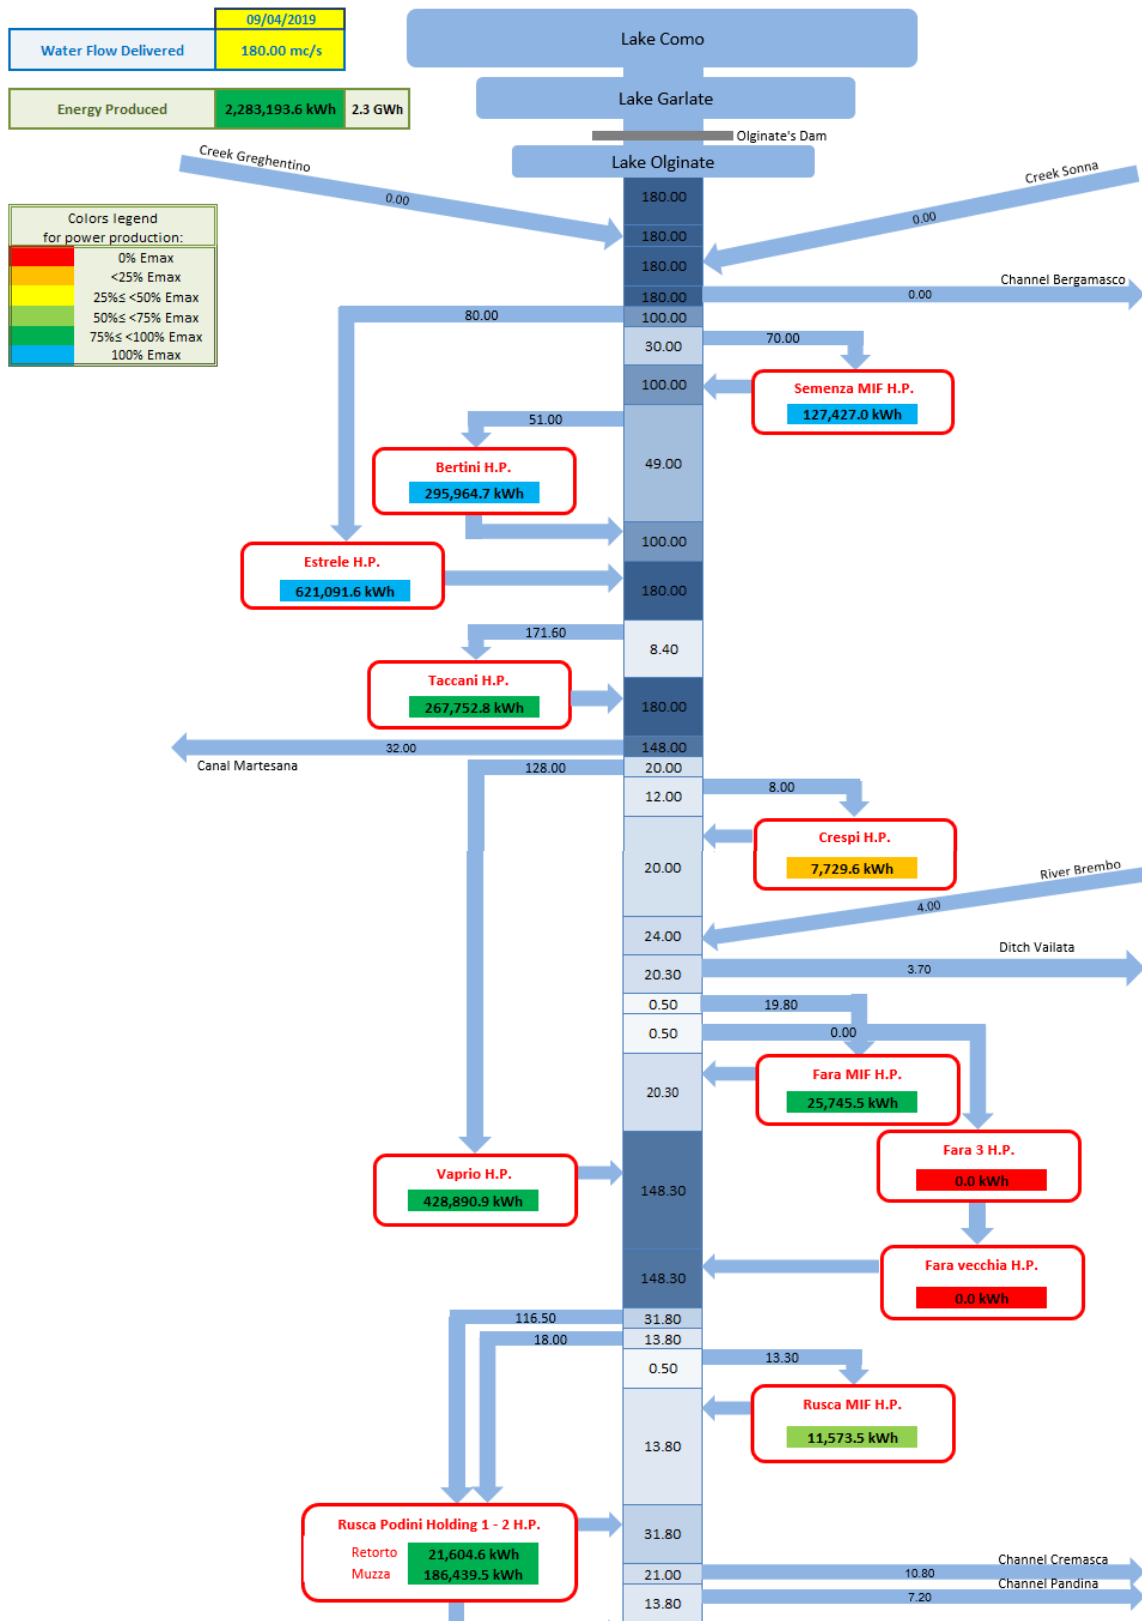 09/04/2019
Water Flow Delivered 180.00 mc/s
Energy Produced 2,283,193.6 kWh 2.3 GWh
Lake Como
Lake Garlate
Olginate's Dam
Lake Olginate
Creek Greghentino
0.00
Creek Sonna
0.00
Colors legend
for power production:
0% Emax
<25% Emax
25%≤ <50% Emax
50%≤ <75% Emax
75%≤ <100% Emax
100% Emax
180.00
180.00
180.00
Channel Bergamasco
180.00 0.00
80.00 100.00
30.00 70.00
100.00
Semenza MIF H.P.
127,427.0 kWh
51.00
49.00
Bertini H.P.
295,964.7 kWh
100.00
Estrele H.P.
621,091.6 kWh
180.00
171.60
8.40
Taccani H.P.
267,752.8 kWh
180.00
32.00 148.00
Canal Martesana
128.00 20.00
12.00 8.00
Crespi H.P.
7,729.6 kWh
20.00
River Brembo
4.00
24.00
Ditch Vailata
20.30 3.70
0.50 19.80
0.50 0.00
Fara MIF H.P.
25,745.5 kWh
20.30
Fara 3 H.P.
0.0 kWh
Vaprio H.P.
428,890.9 kWh
148.30
Fara vecchia H.P.
0.0 kWh
148.30
116.50 31.80
18.00 13.80
0.50 13.30
Rusca MIF H.P.
11,573.5 kWh
13.80
Rusca Podini Holding 1 - 2 H.P.
Retorto 21,604.6 kWh
Muzza 186,439.5 kWh
31.80
Channel Cremasca
21.00 10.80
Channel Pandina
13.80 7.20